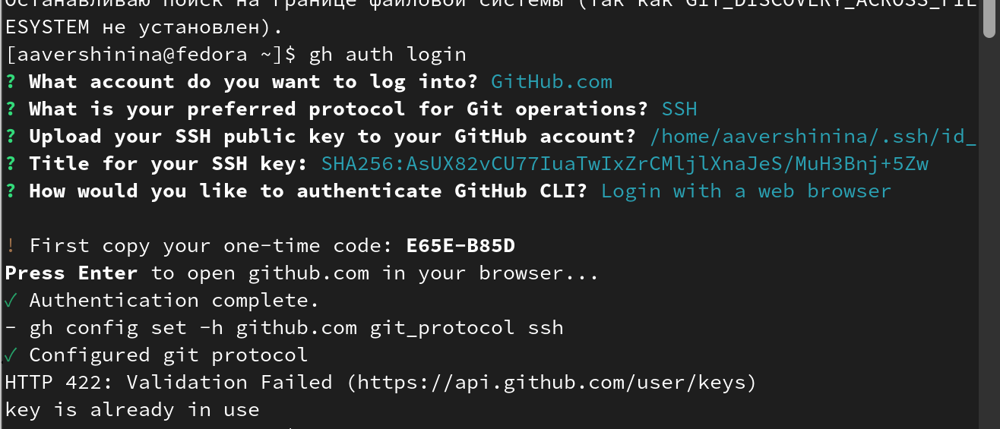 Останавливаю поиск на границе файловой системы (так как GIT_DISCOVERY_ACROSS_FIL
ESYSTEM не установлен).
[aavershinina@fedora ~]$ gh auth login
? What account do you want to log into? GitHub.com
? What is your preferred protocol for Git operations? SSH
? Upload your SSH public key to your GitHub account? /home/aavershinina/.ssh/id_
? Title for your SSH key: SHA256:AsUX82vCU77IuaTwIxZrCMljlXnaJeS/MuH3Bnj+5Zw
? How would you like to authenticate GitHub CLI? Login with a web browser
! First copy your one-time code: E65E-B85D
Press Enter to open github.com in your browser...
✓ Authentication complete.
- gh config set -h github.com git_protocol ssh
✓ Configured git protocol
HTTP 422: Validation Failed (https://api.github.com/user/keys)
key is already in use